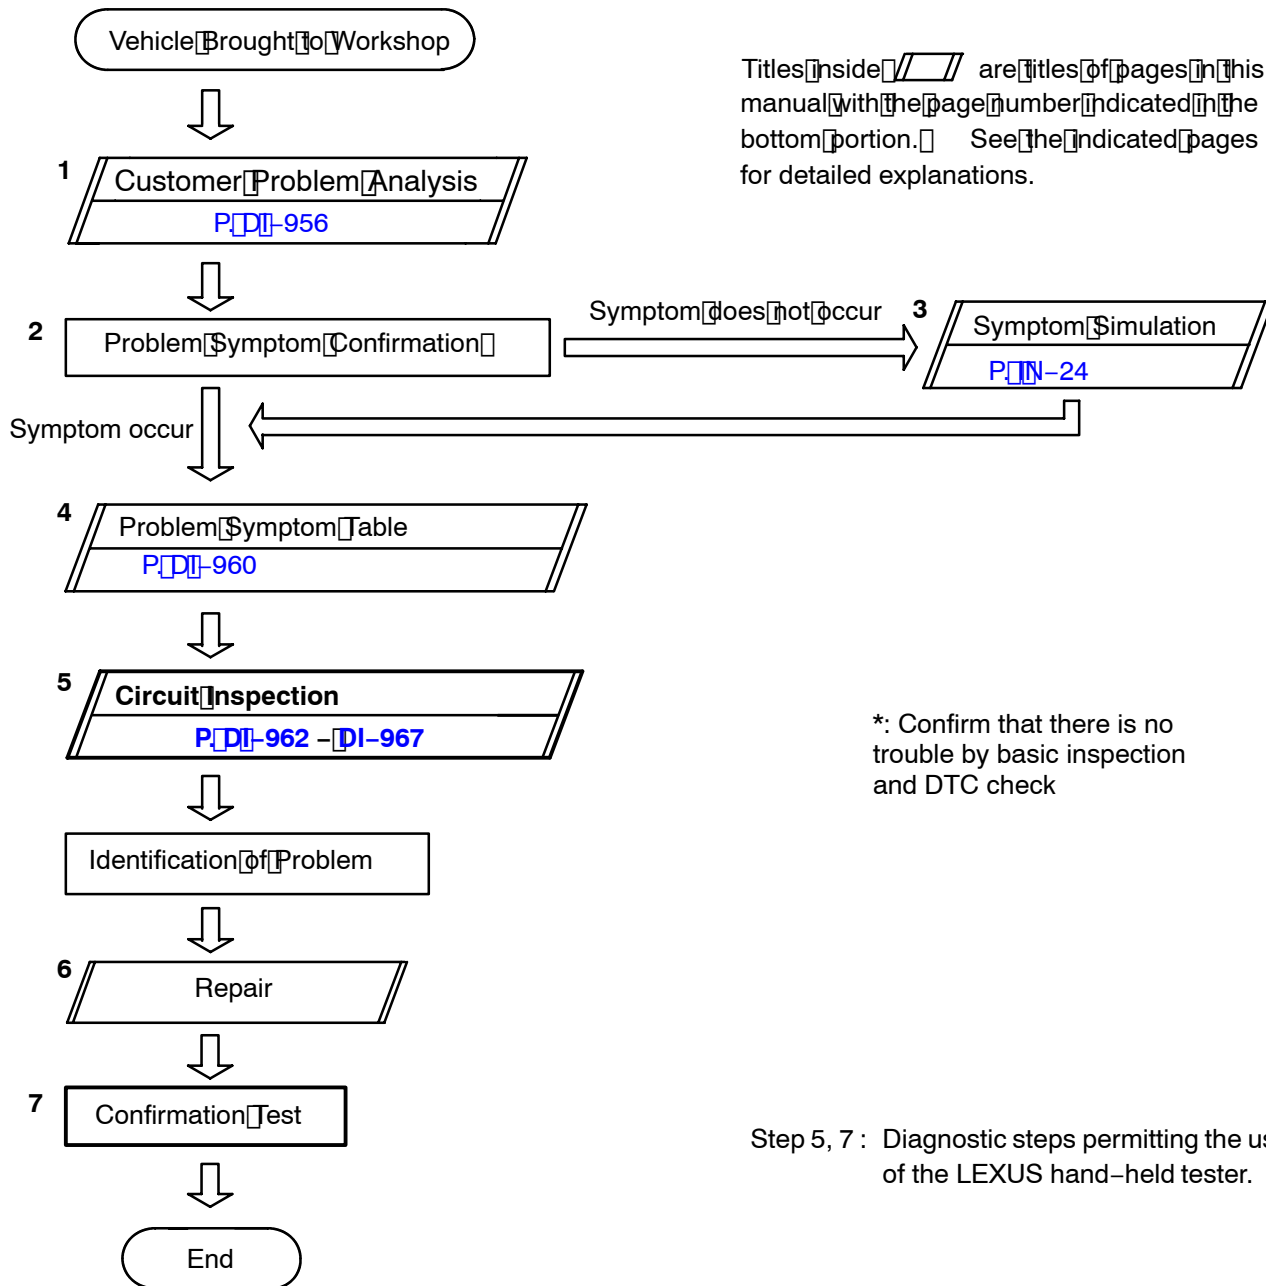 Vehicle Brought to Workshop
Titles inside are titles of pages in this
manual with the page number indicated in the
bottom portion. See the indicated pages
for detailed explanations.
1
Customer Problem Analysis
P. DI–956
2
Problem Symptom Confirmation
Symptom does not occur
3
Symptom Simulation
P. IN–24
Symptom occur
4
Problem Symptom Table
P. DI–960
5
Circuit Inspection
P. DI–962 – DI–967
*: Confirm that there is no
trouble by basic inspection
and DTC check
Identification of Problem
6
Repair
7
Confirmation Test
Step 5, 7 : Diagnostic steps permitting the
of the LEXUS hand–held tester.
End